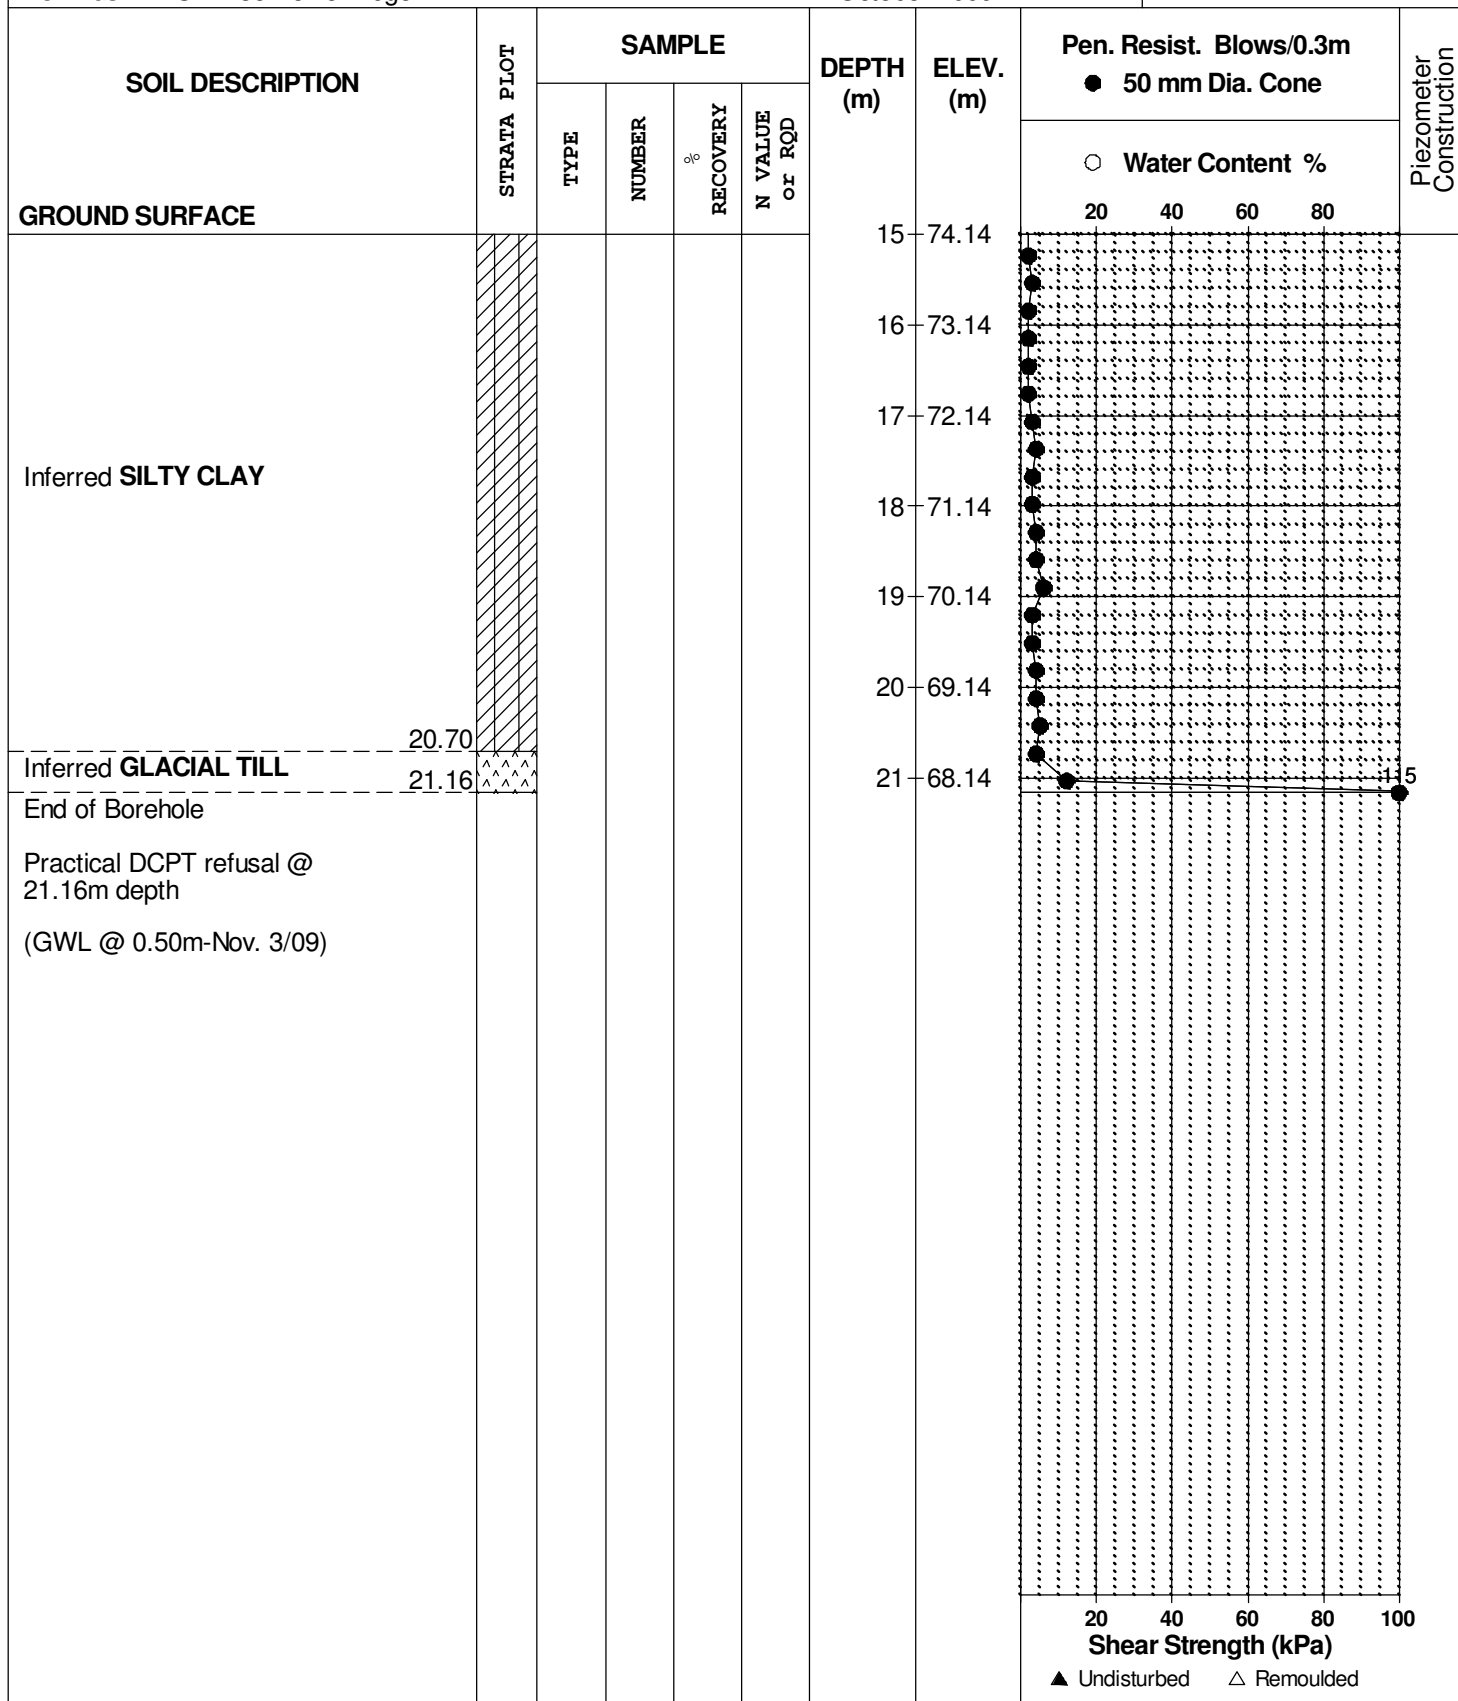 SOIL DESCRIPTION
GROUND SURFACE
STRATA PLOT
SAMPLE
TYPE
NUMBER
% RECOVERY
N VALUE
or RQD
DEPTH
(m)
ELEV.
(m)
Pen. Resist. Blows/0.3m
● 50 mm Dia. Cone
○ Water Content %
20 40 60 80
Piezometer
Construction
15 74.14
16 73.14
17 72.14
Inferred SILTY CLAY
18 71.14
19 70.14
20 69.14
20.70
Inferred GLACIAL TILL
21.16
21 68.14
115
End of Borehole
Practical DCPT refusal @
21.16m depth
(GWL @ 0.50m-Nov. 3/09)
20 40 60 80 100
Shear Strength (kPa)
▲ Undisturbed △ Remoulded